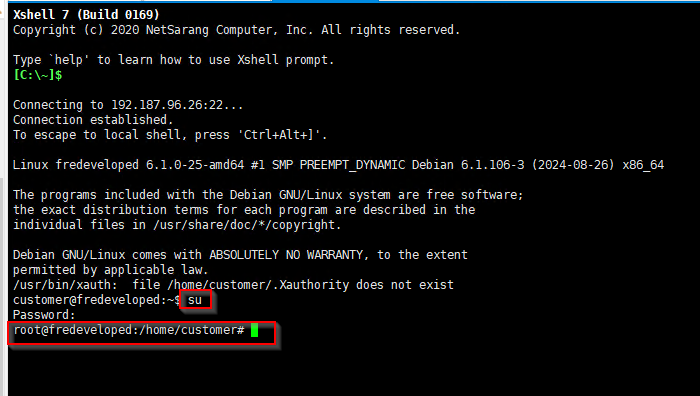 Xshell 7 (Build 0169)
Copyright (c) 2020 NetSarang Computer, Inc. All rights reserved.
Type `help' to learn how to use Xshell prompt.
[C:\~]$
Connecting to 192.187.96.26:22...
Connection established.
To escape to local shell, press 'Ctrl+Alt+]'.
Linux fredeveloped 6.1.0-25-amd64 #1 SMP PREEMPT_DYNAMIC Debian 6.1.106-3 (2024-08-26) x86_64
The programs included with the Debian GNU/Linux system are free software;
the exact distribution terms for each program are described in the
individual files in /usr/share/doc/*/copyright.
Debian GNU/Linux comes with ABSOLUTELY NO WARRANTY, to the extent
permitted by applicable law.
/usr/bin/xauth:  file /home/customer/.Xauthority does not exist
customer@fredeveloped:~$ su
Password:
root@fredeveloped:/home/customer#